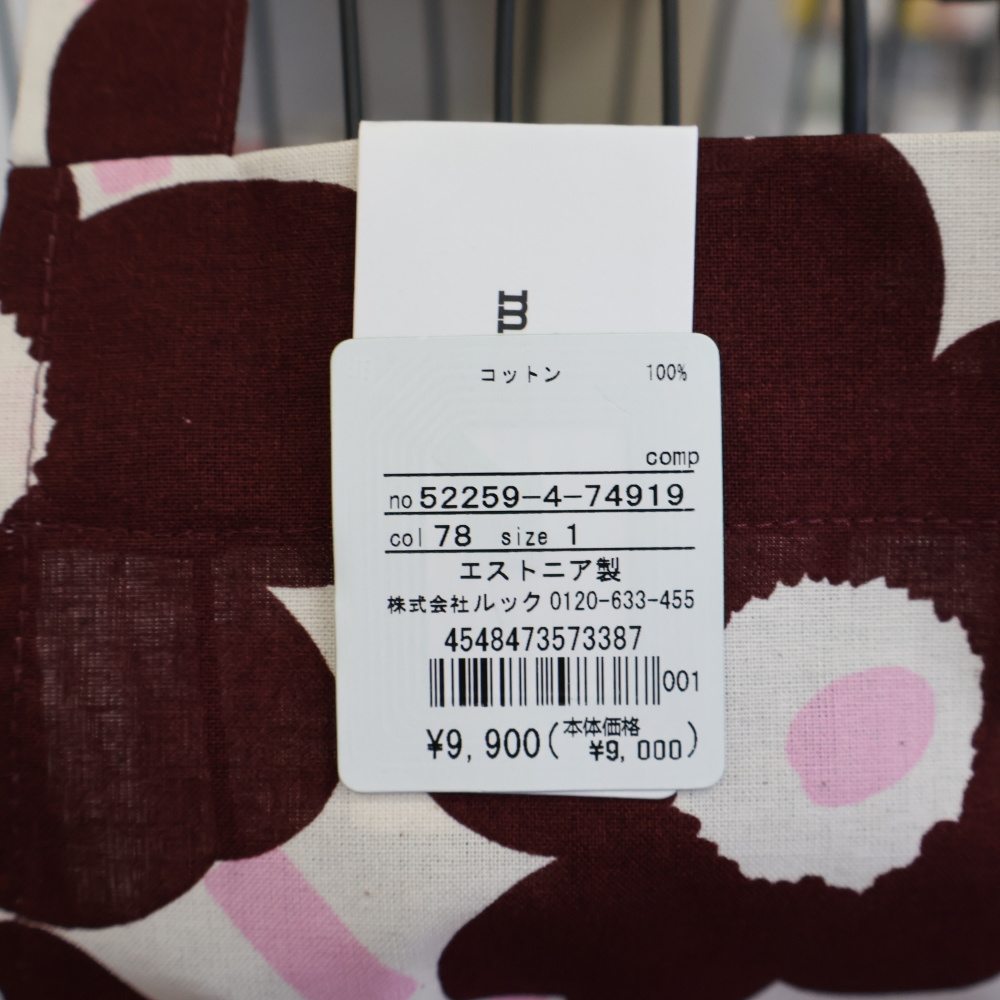 m
コットン 100%
comp
no 52259-4-74919
col 78 size 1
エストニア製
株式会社ルック 0120-633-455
4548473573387
001
¥9,900(本体価格 ¥9,000)